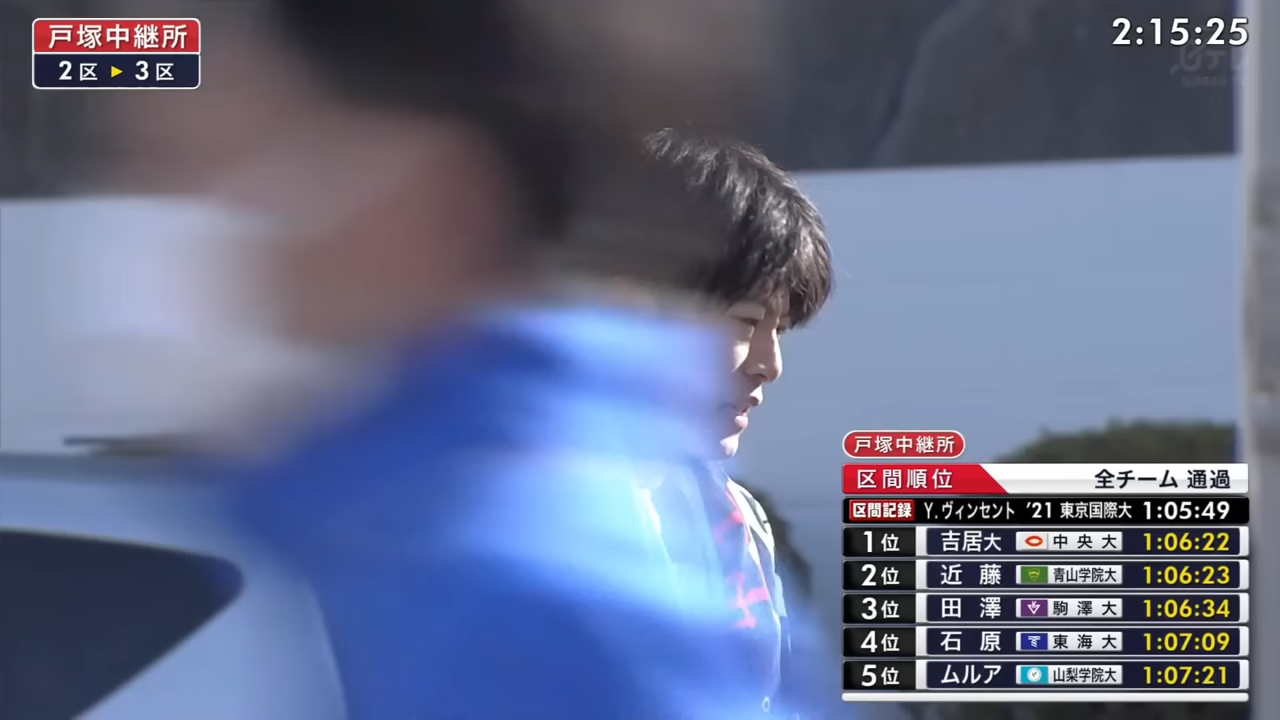 戸塚中継所
2区 ▶ 3区
2:15:25
日テレ
戸塚中継所
区間順位 全チーム 通過
区間記録 Y.ヴィンセント '21 東京国際大 1:05:49
1位 吉居大 中央大 1:06:22
2位 近藤 青山学院大 1:06:23
3位 田澤 駒澤大 1:06:34
4位 石原 東海大 1:07:09
5位 ムルア 山梨学院大 1:07:21